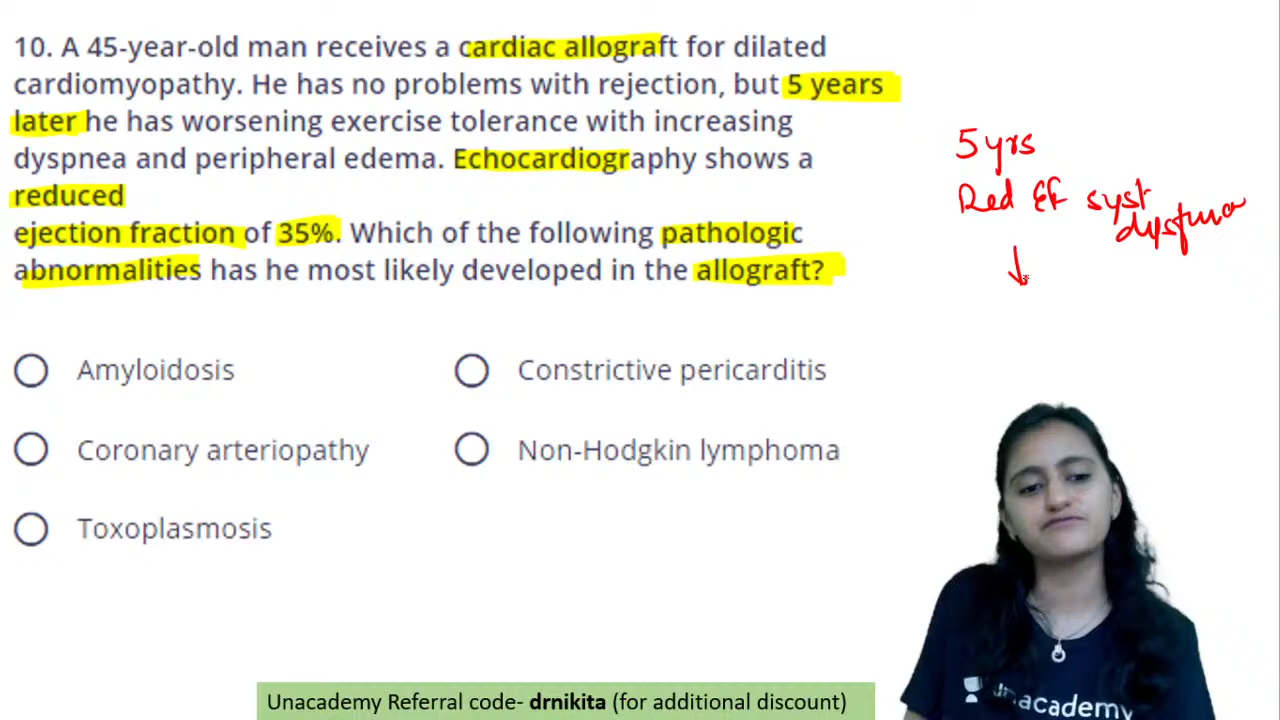 10. A 45-year-old man receives a cardiac allograft for dilated
cardiomyopathy. He has no problems with rejection, but 5 years
later he has worsening exercise tolerance with increasing
dyspnea and peripheral edema. Echocardiography shows a
reduced
ejection fraction of 35%. Which of the following pathologic
abnormalities has he most likely developed in the allograft?
5 yrs
Red EF syst
Amyloidosis
Constrictive pericarditis
Coronary arteriopathy
Non-Hodgkin lymphoma
Toxoplasmosis
unacademy
Unacademy Referral code- drnikita (for additional discount)